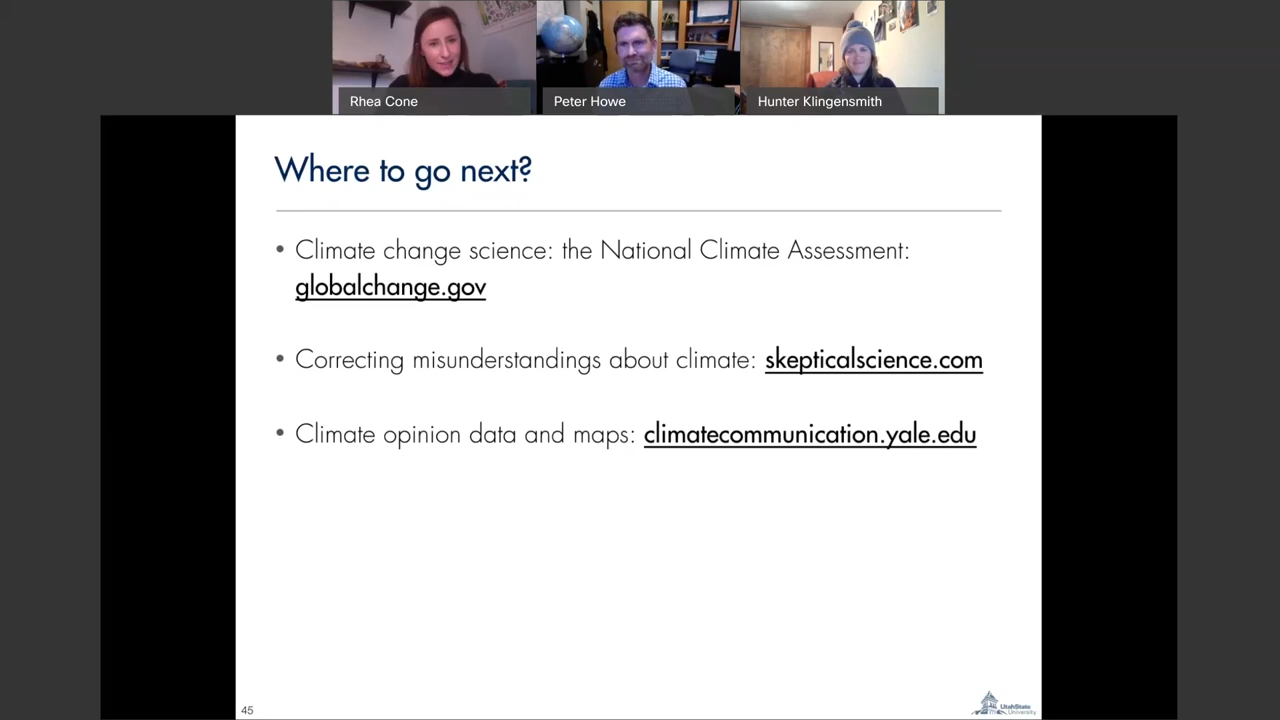 Rhea Cone
Peter Howe
Hunter Klingensmith
Where to go next?
• Climate change science: the National Climate Assessment:
globalchange.gov
• Correcting misunderstandings about climate: skepticalscience.com
• Climate opinion data and maps: climatecommunication.yale.edu
45
UtahState
University